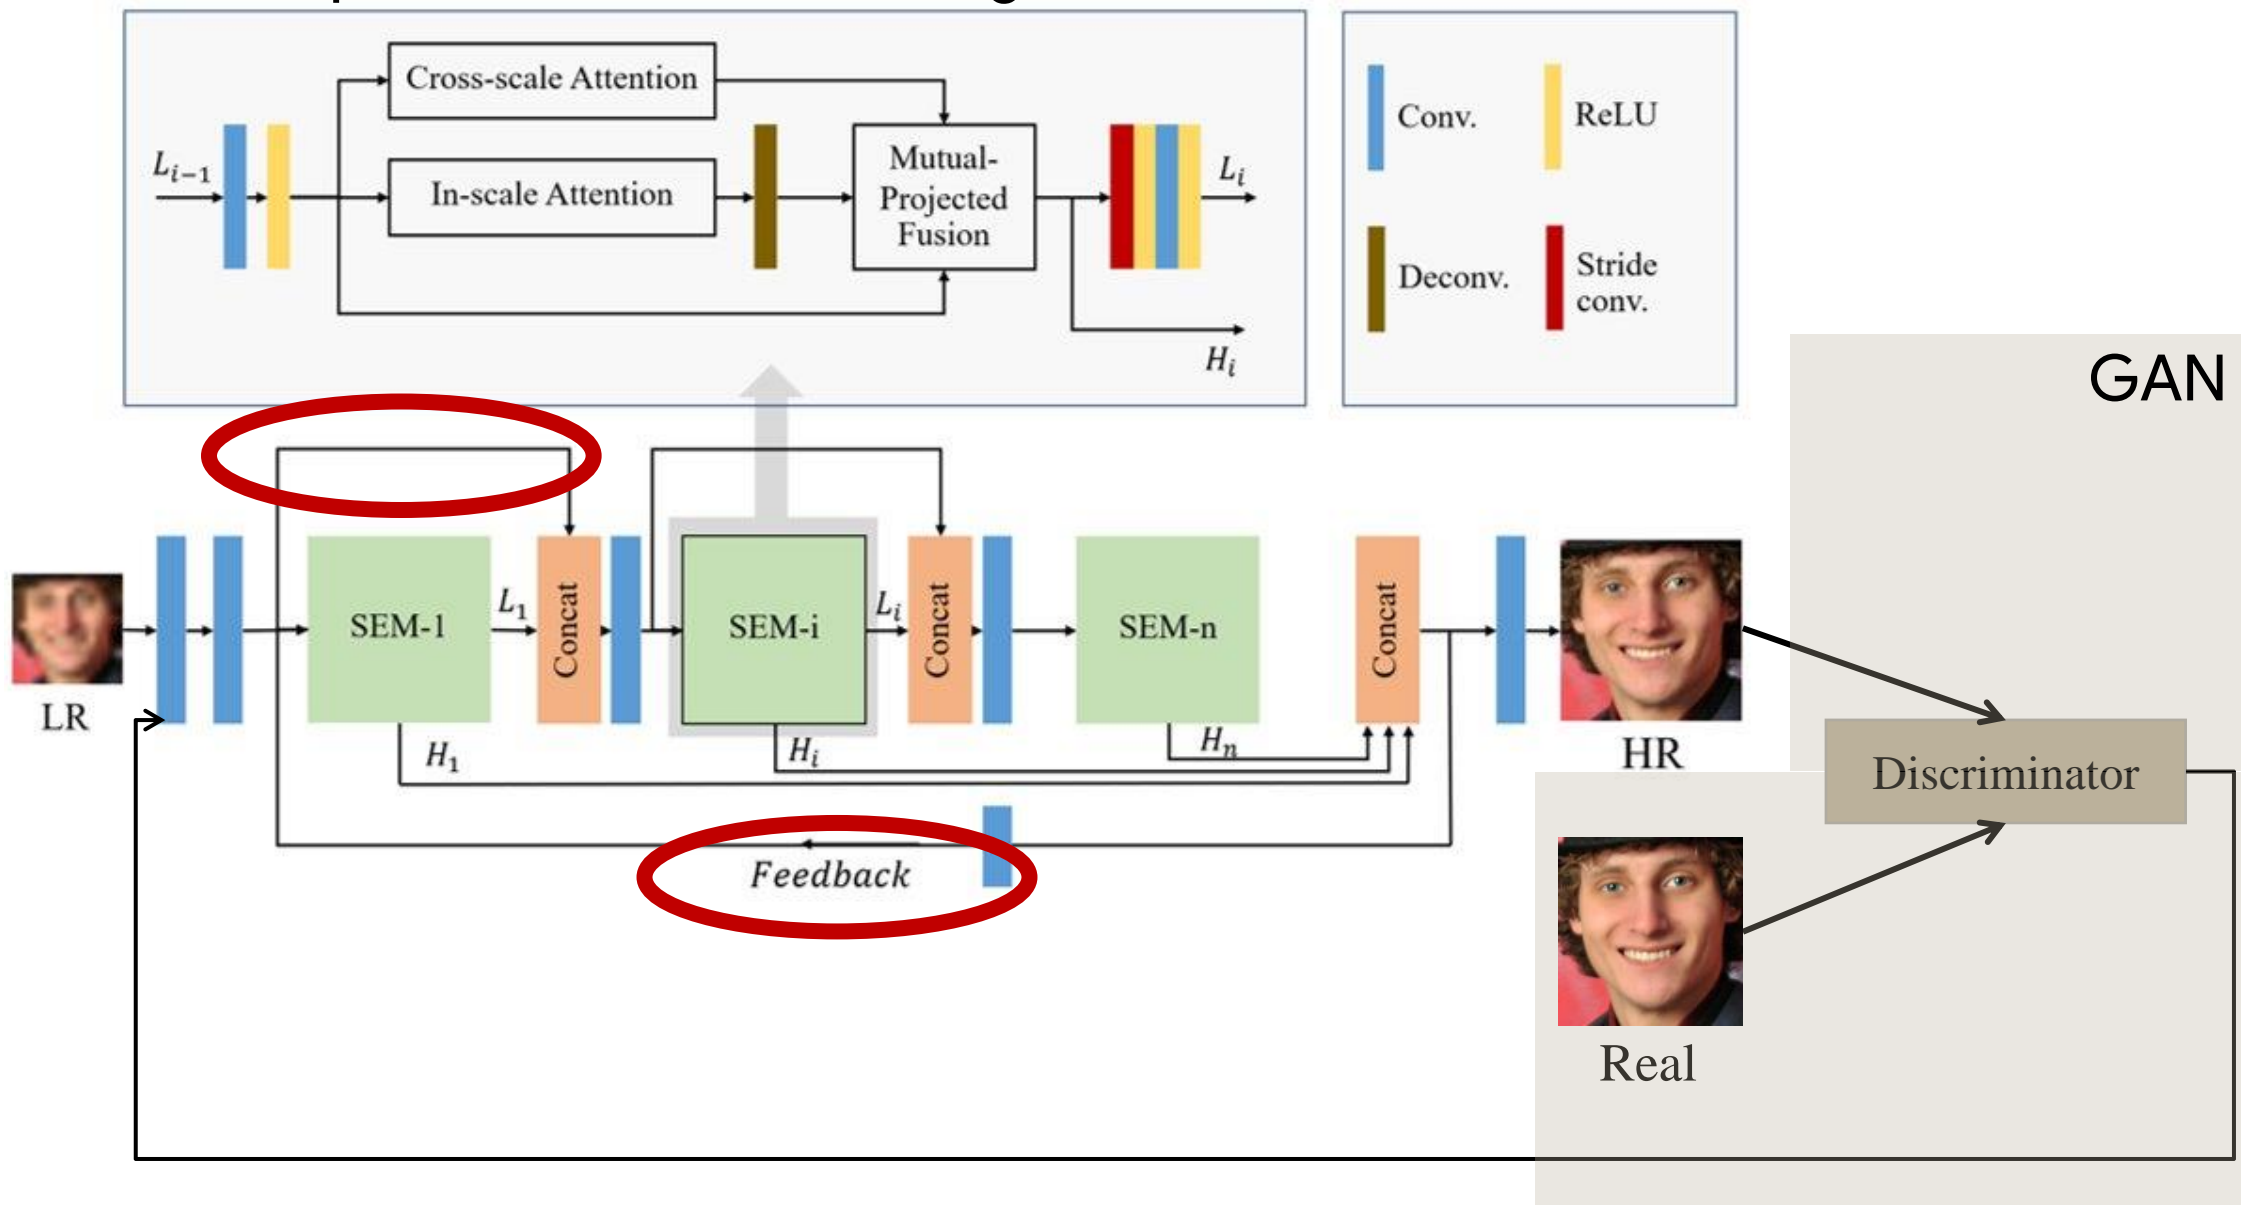 Cross-scale Attention
L_{i-1}
In-scale Attention
Mutual-
Projected
Fusion
L_i
H_i
Conv.
ReLU
Deconv.
Stride
conv.
GAN
LR
SEM-1
L_1
Concat
SEM-i
L_i
Concat
SEM-n
Concat
H_1
H_i
H_n
HR
Discriminator
Feedback
Real